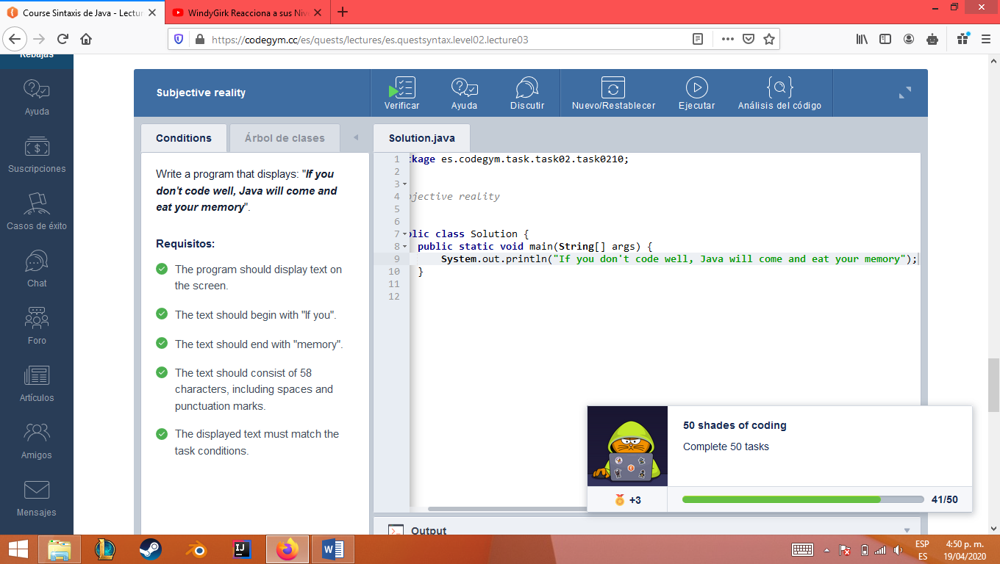 Course Sintaxis de Java - Lectur
WindyGirk Reacciona a sus Niv
https://codegym.cc/es/quests/lectures/es.questsyntax.level02.lecture03
Rebajas
Ayuda
Suscripciones
Casos de éxito
Chat
Foro
Artículos
Amigos
Mensajes
Subjective reality
Verificar
Ayuda
Discutir
Nuevo/Restablecer
Ejecutar
Análisis del código
Conditions
Árbol de clases
Write a program that displays: "If you
don't code well, Java will come and
eat your memory".
Requisitos:
The program should display text on
the screen.
The text should begin with "If you".
The text should end with "memory".
The text should consist of 58
characters, including spaces and
punctuation marks.
The displayed text must match the
task conditions.
Solution.java
1 ckage es.codegym.task.task02.task0210;
2
3
4 bjective reality
5
6
7 blic class Solution {
8 public static void main(String[] args) {
9 System.out.println("If you don't code well, Java will come and eat your memory");
10 }
11
12
50 shades of coding
Complete 50 tasks
+3
41/50
Output
IJ
W
ESP
ES
4:50 p. m.
19/04/2020